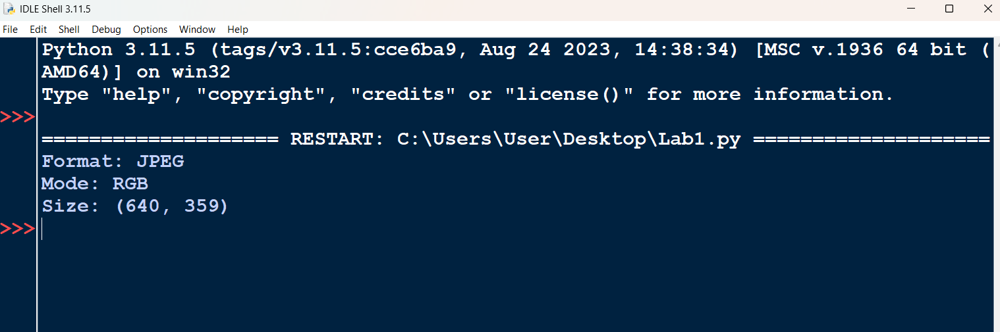 IDLE Shell 3.11.5
File Edit Shell Debug Options Window Help
Python 3.11.5 (tags/v3.11.5:cce6ba9, Aug 24 2023, 14:38:34) [MSC v.1936 64 bit (
AMD64)] on win32
Type "help", "copyright", "credits" or "license()" for more information.
>>>
==================== RESTART: C:\Users\User\Desktop\Lab1.py ====================
Format: JPEG
Mode: RGB
Size: (640, 359)
>>>